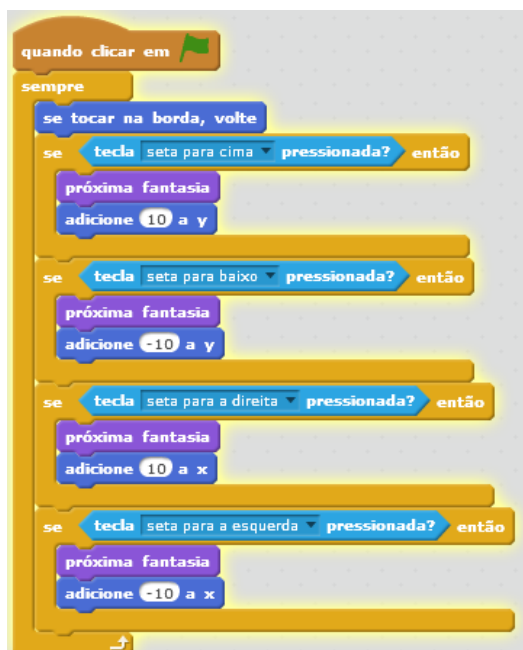 quando clicar em
sempre
se tocar na borda, volte
se tecla seta para cima pressionada? então
próxima fantasia
adicione 10 a y
se tecla seta para baixo pressionada? então
próxima fantasia
adicione -10 a y
se tecla seta para a direita pressionada? então
próxima fantasia
adicione 10 a x
se tecla seta para a esquerda pressionada? então
próxima fantasia
adicione -10 a x